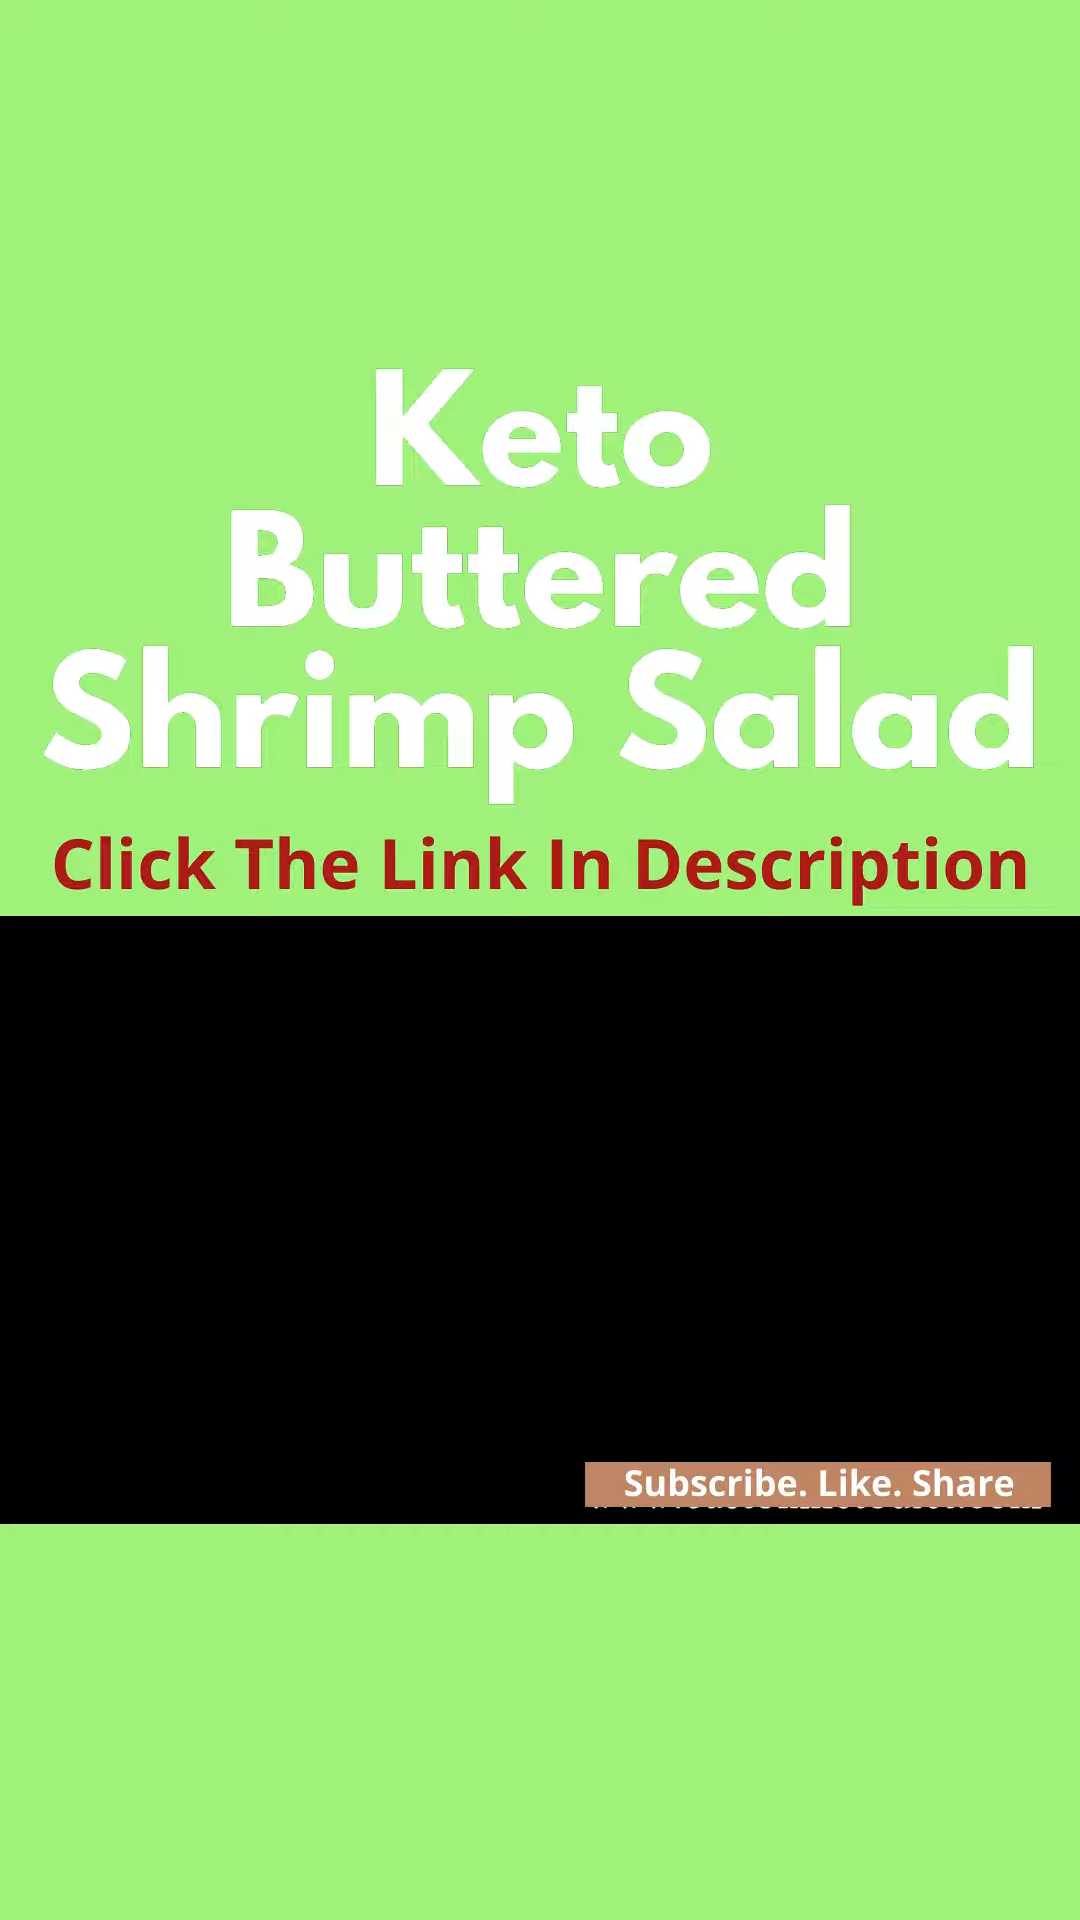 Keto
Buttered
Shrimp Salad
Click The Link In Description
Subscribe. Like. Share